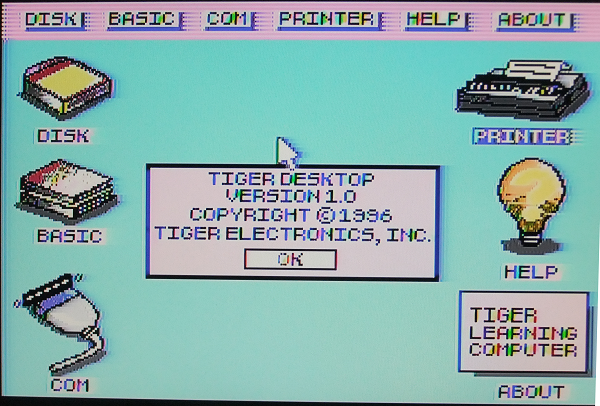 DISK BASIC COM PRINTER HELP ABOUT
DISK
PRINTER
TIGER DESKTOP
VERSION 1.0
COPYRIGHT ©1996
TIGER ELECTRONICS, INC.
OK
BASIC
HELP
TIGER
LEARNING
COMPUTER
COM
ABOUT